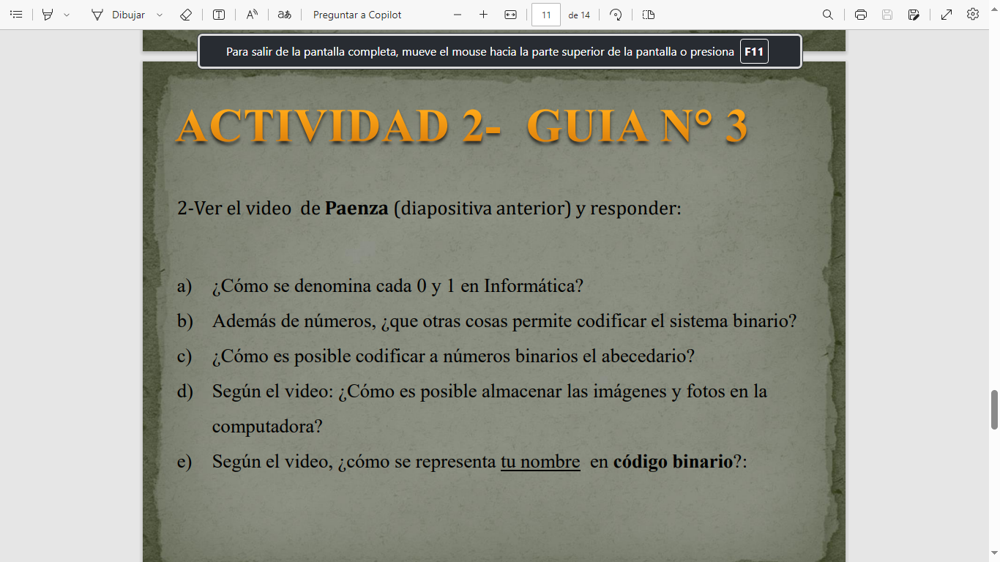 Dibujar
Preguntar a Copilot
11
de 14
Para salir de la pantalla completa, mueve el mouse hacia la parte superior de la pantalla o presiona F11
ACTIVIDAD 2- GUIA N° 3
2-Ver el video de Paenza (diapositiva anterior) y responder:
a) ¿Cómo se denomina cada 0 y 1 en Informática?
b) Además de números, ¿que otras cosas permite codificar el sistema binario?
c) ¿Cómo es posible codificar a números binarios el abecedario?
d) Según el video: ¿Cómo es posible almacenar las imágenes y fotos en la
computadora?
e) Según el video, ¿cómo se representa tu nombre en código binario?: